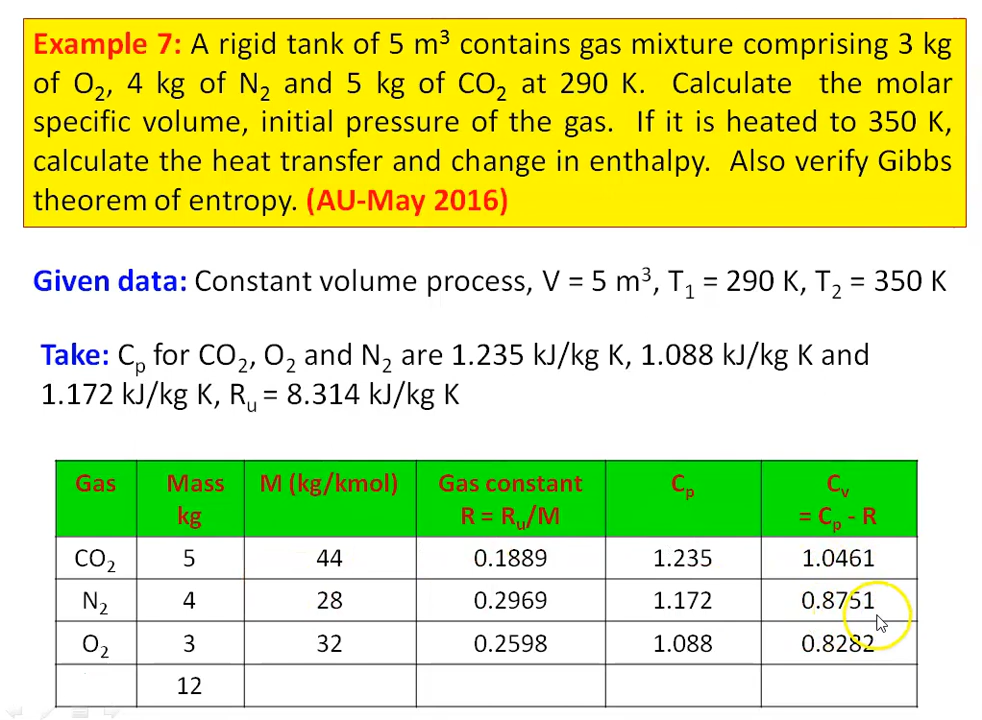 Example 7: A rigid tank of 5 m³ contains gas mixture comprising 3 kg
of O₂, 4 kg of N₂ and 5 kg of CO₂ at 290 K. Calculate the molar
specific volume, initial pressure of the gas. If it is heated to 350 K,
calculate the heat transfer and change in enthalpy. Also verify Gibbs
theorem of entropy. (AU-May 2016)
Given data: Constant volume process, V = 5 m³, T₁ = 290 K, T₂ = 350 K
Take: Cₚ for CO₂, O₂ and N₂ are 1.235 kJ/kg K, 1.088 kJ/kg K and
1.172 kJ/kg K, Rᵤ = 8.314 kJ/kg K
Gas Mass kg M (kg/kmol) Gas constant R = Rᵤ/M Cₚ Cᵥ = Cₚ - R
CO₂ 5 44 0.1889 1.235 1.0461
N₂ 4 28 0.2969 1.172 0.8751
O₂ 3 32 0.2598 1.088 0.8282
12